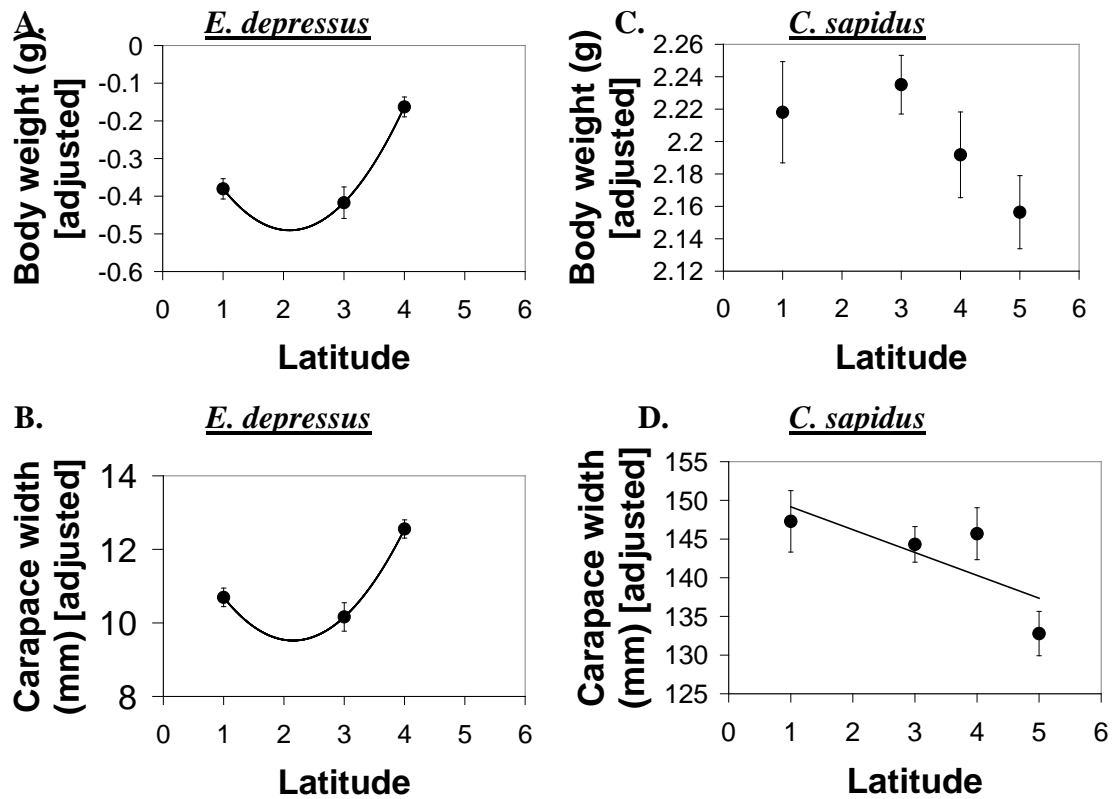 A. E. depressus
Body weight (g)
[adjusted]
0
-0.1
-0.2
-0.3
-0.4
-0.5
-0.6
0 1 2 3 4 5 6
Latitude
C. C. sapidus
Body weight (g)
[adjusted]
2.26
2.24
2.22
2.2
2.18
2.16
2.14
2.12
0 1 2 3 4 5 6
Latitude
B. E. depressus
Carapace width
(mm) [adjusted]
14
12
10
8
0 1 2 3 4 5 6
Latitude
D. C. sapidus
Carapace width
(mm) [adjusted]
155
150
145
140
135
130
125
0 1 2 3 4 5 6
Latitude